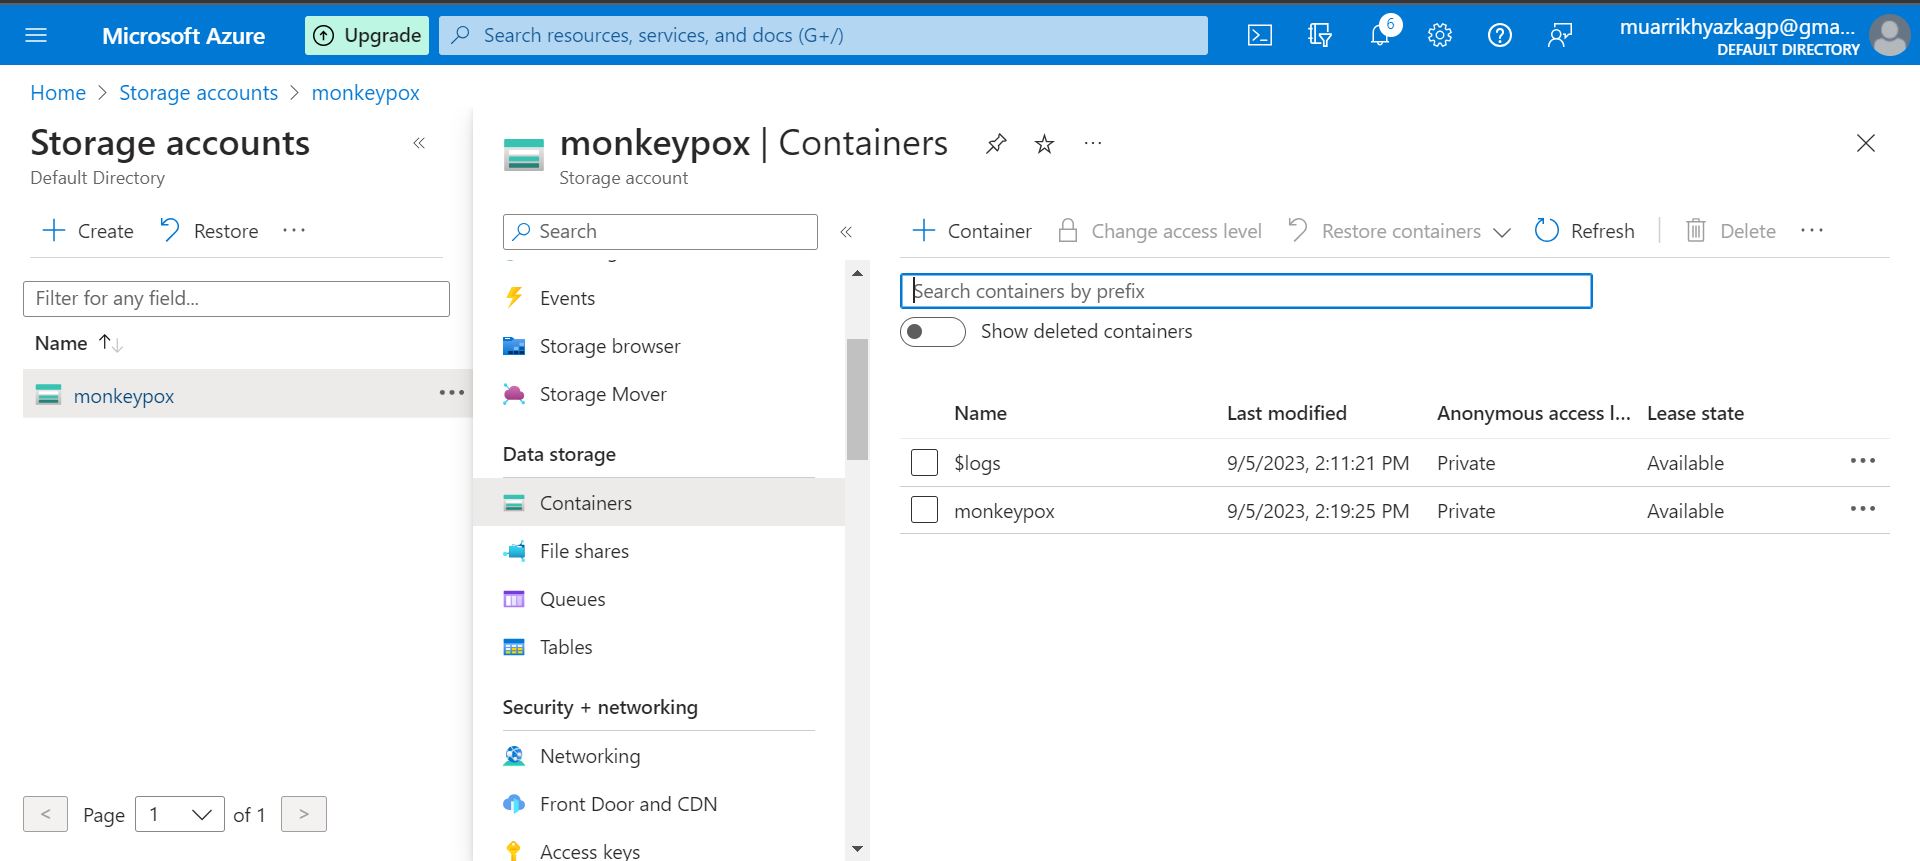 Microsoft Azure
Upgrade
Search resources, services, and docs (G+/)
6
muarrikhyazkagp@gma...
DEFAULT DIRECTORY
Home > Storage accounts > monkeypox
Storage accounts
Default Directory
Create Restore ...
Filter for any field...
Name
monkeypox ...
< Page 1 of 1 >
monkeypox | Containers ...
Storage account
Search
Events
Storage browser
Storage Mover
Data storage
Containers
File shares
Queues
Tables
Security + networking
Networking
Front Door and CDN
Access keys
Container Change access level Restore containers Refresh Delete ...
Search containers by prefix
Show deleted containers
Name Last modified Anonymous access l... Lease state
$logs 9/5/2023, 2:11:21 PM Private Available ...
monkeypox 9/5/2023, 2:19:25 PM Private Available ...